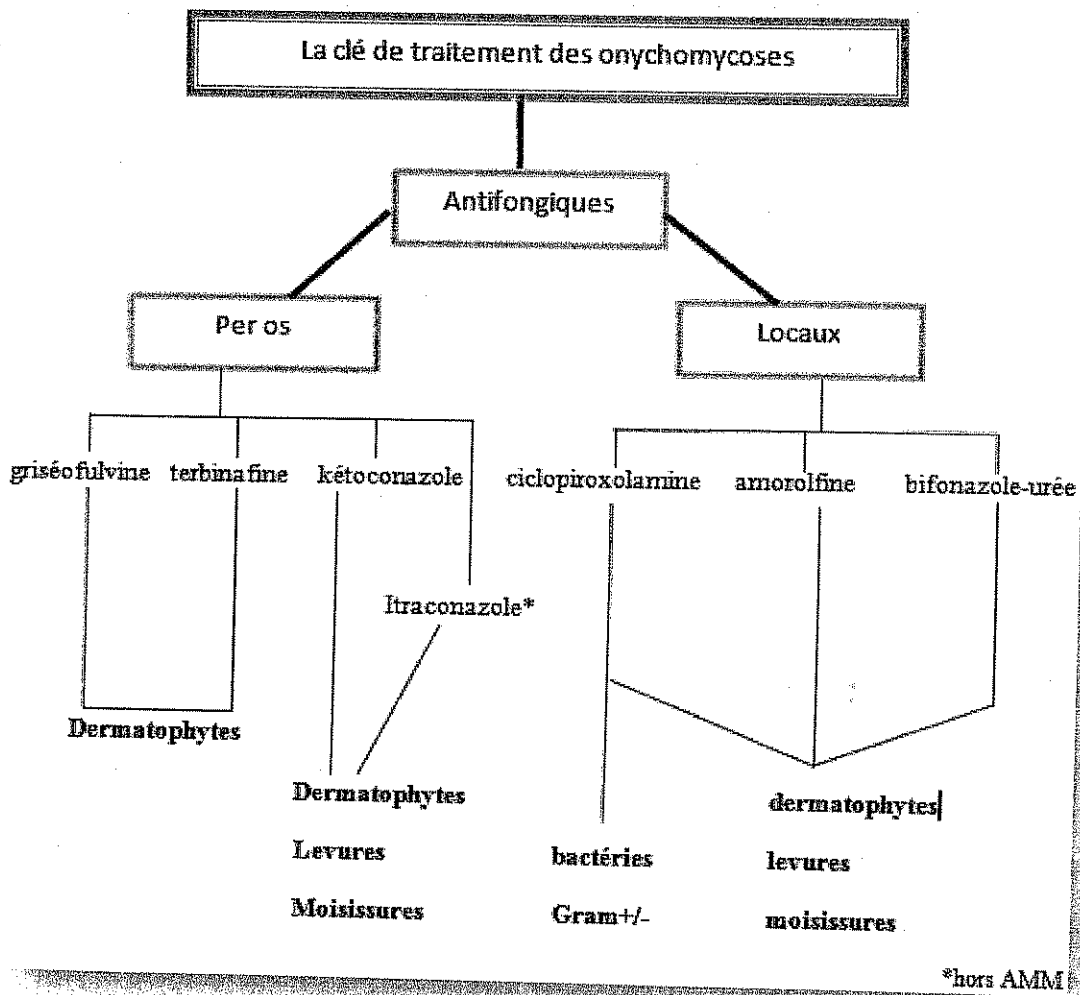 La clé de traitement des onychomycoses
Antifongiques
Per os
Locaux
griséofulvine
terbinafine
kétoconazole
ciclopiroxolamine
amorolfine
bifonazole-urée
Itraconazole*
Dermatophytes
Dermatophytes
Levures
Moisissures
bactéries
Gram+/-
dermatophytes
levures
moisissures
*hors AMM